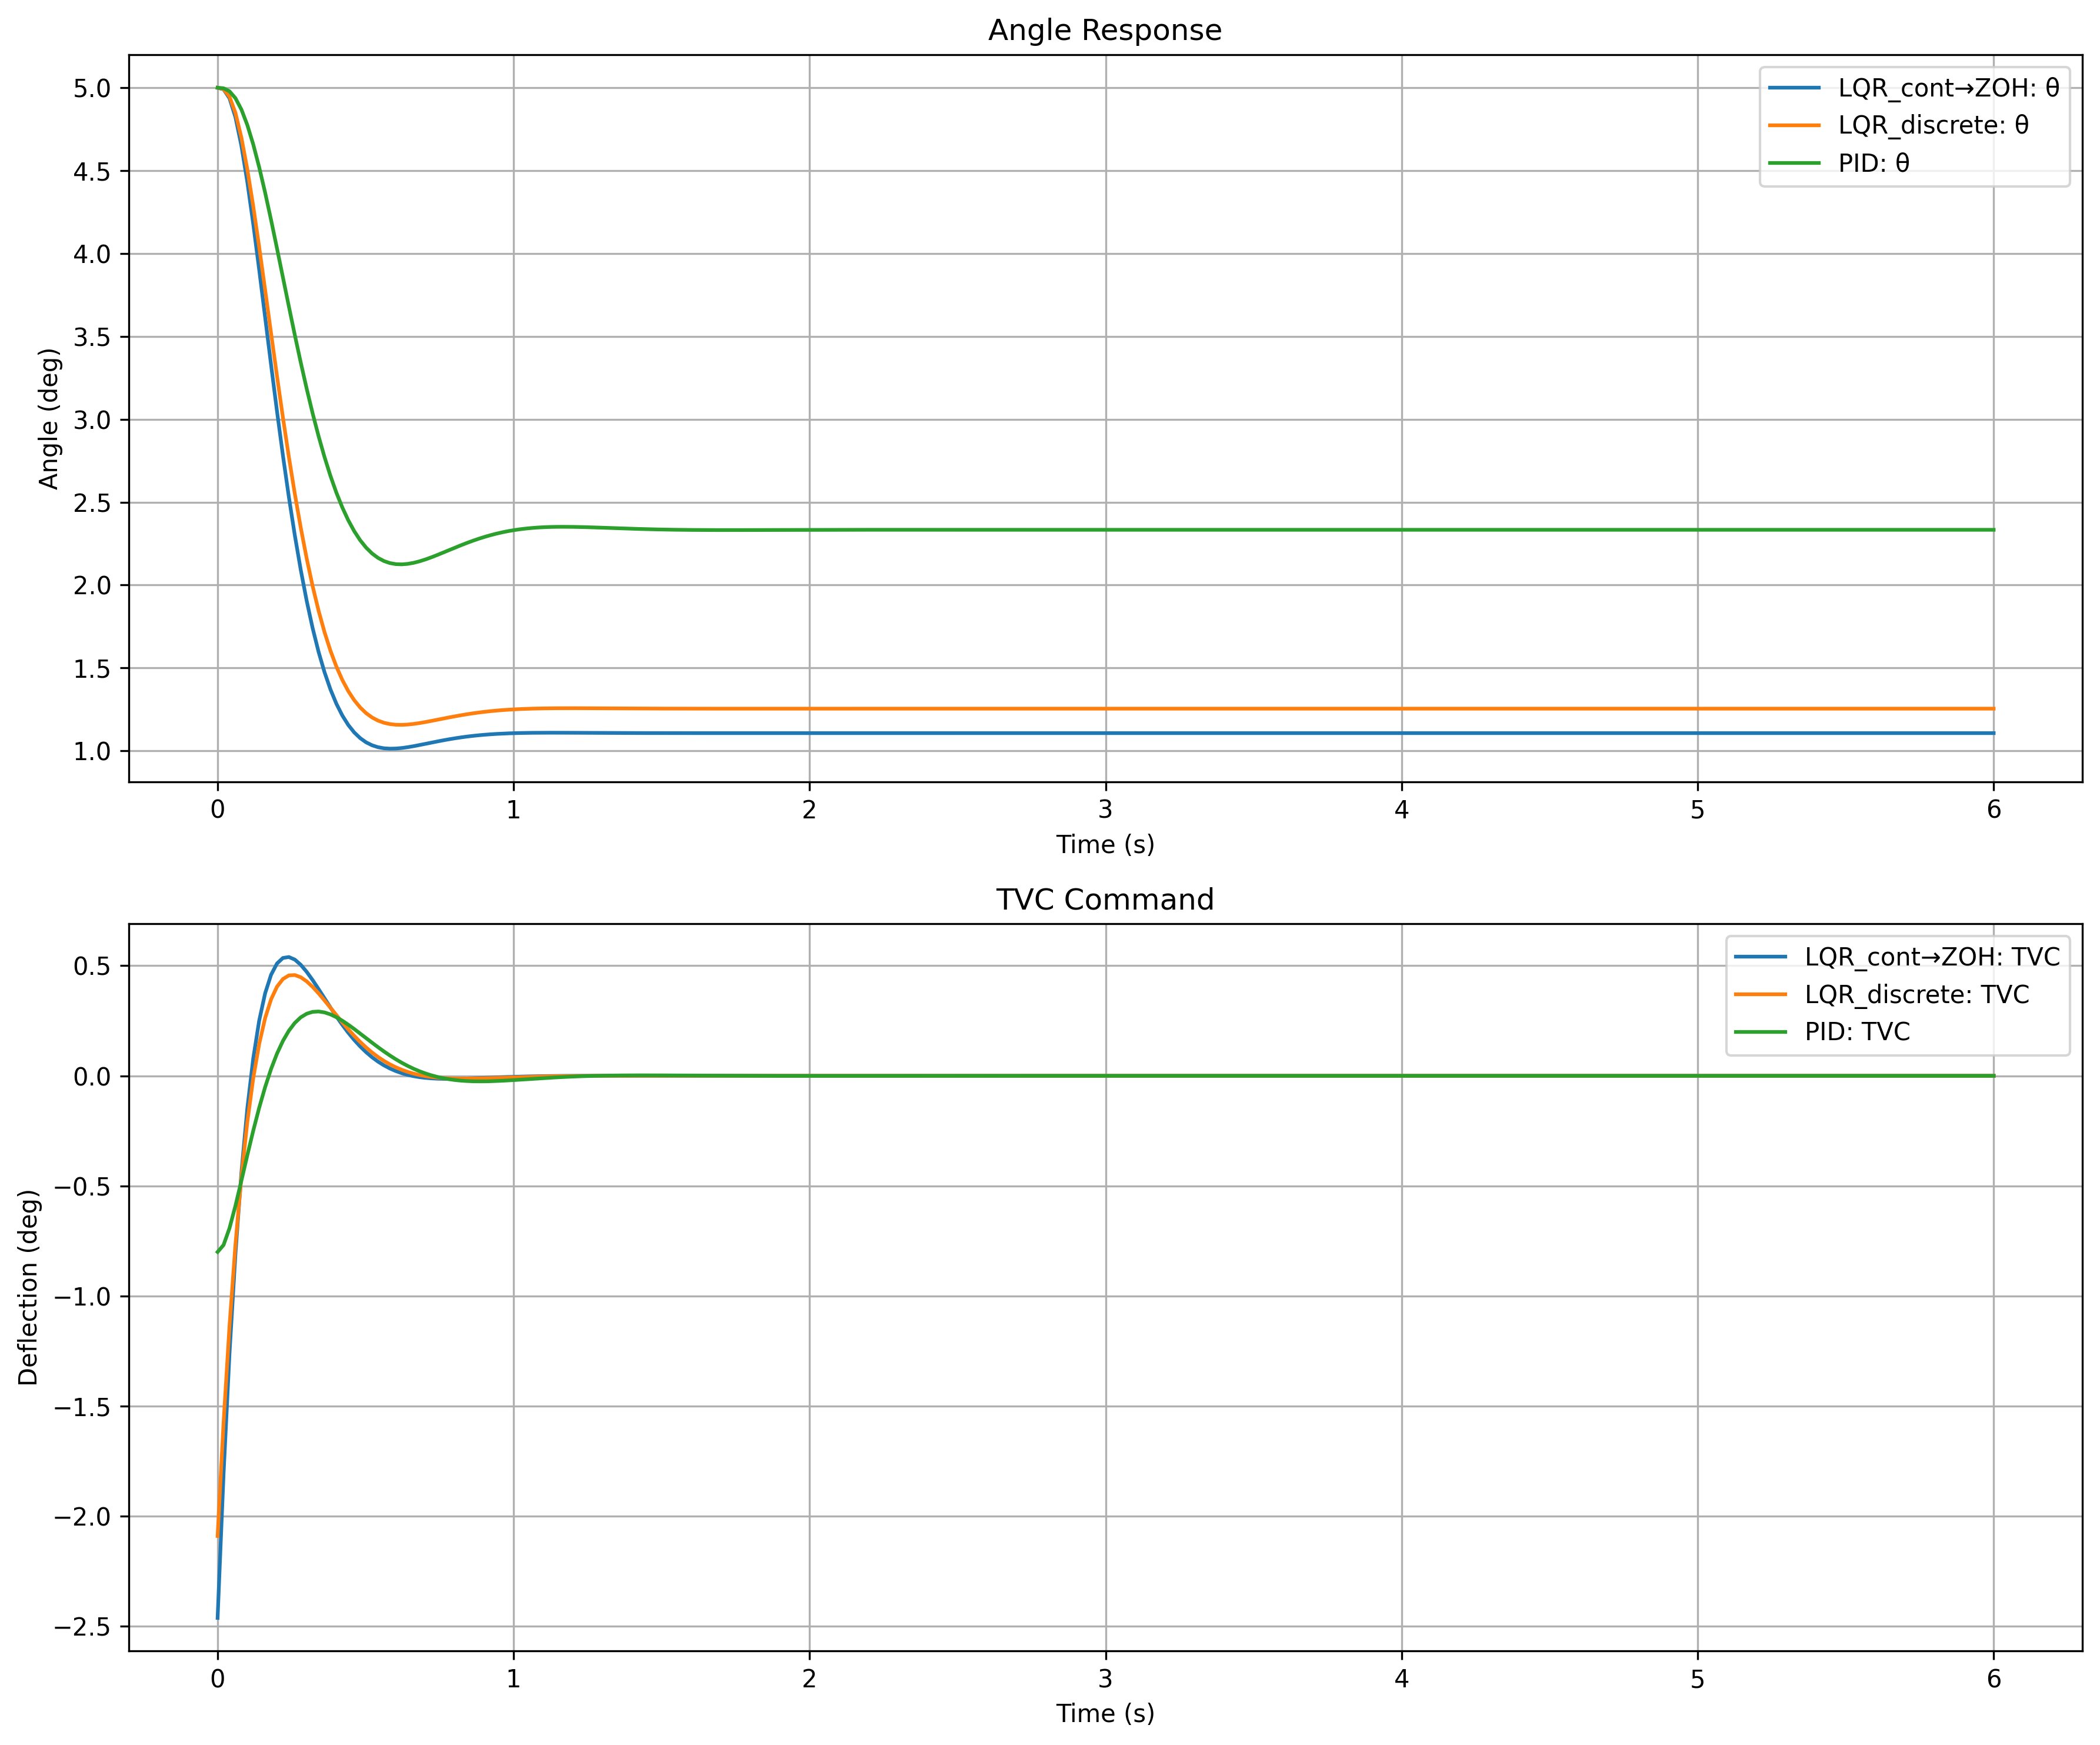 Angle Response
LQR_cont→ZOH: θ
LQR_discrete: θ
PID: θ
Angle (deg)
5.0
4.5
4.0
3.5
3.0
2.5
2.0
1.5
1.0
0 1 2 3 4 5 6
Time (s)
TVC Command
LQR_cont→ZOH: TVC
LQR_discrete: TVC
PID: TVC
Deflection (deg)
0.5
0.0
−0.5
−1.0
−1.5
−2.0
−2.5
0 1 2 3 4 5 6
Time (s)